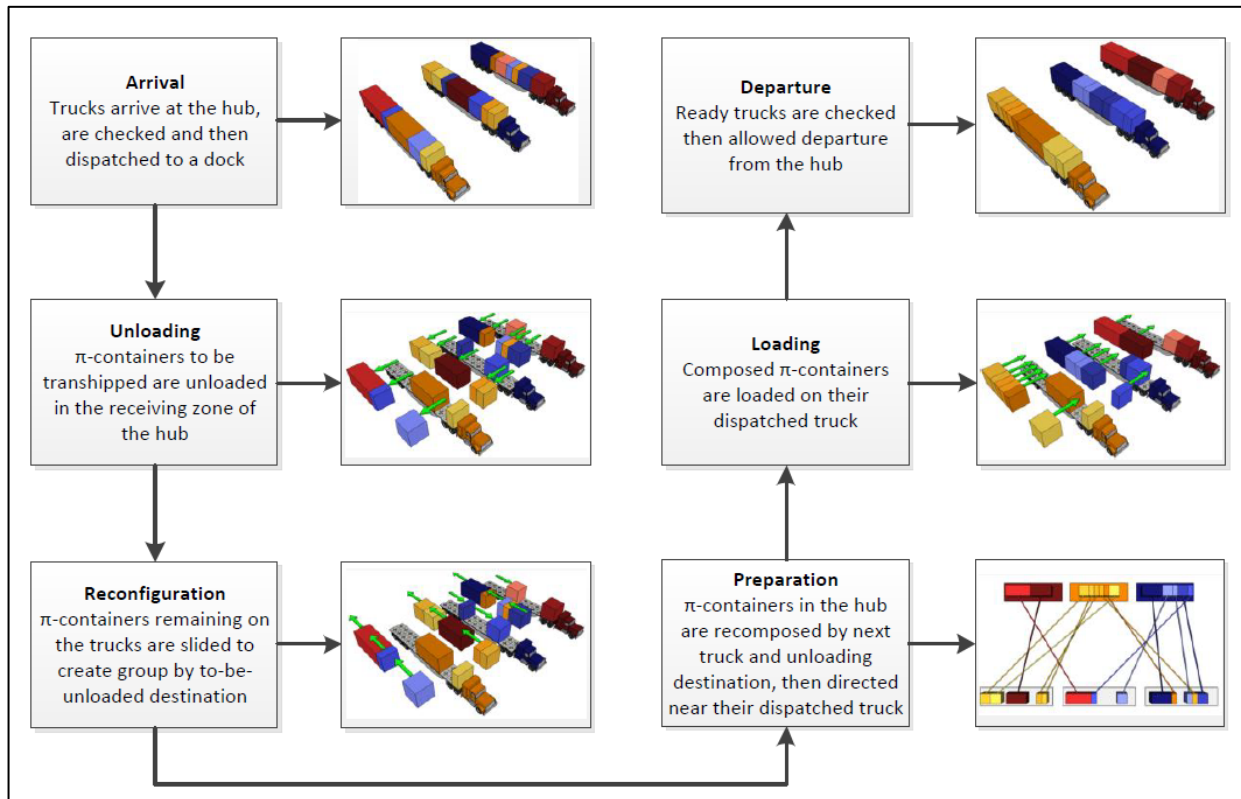 Arrival
Trucks arrive at the hub,
are checked and then
dispatched to a dock
Unloading
π-containers to be
transhipped are unloaded
in the receiving zone of
the hub
Reconfiguration
π-containers remaining on
the trucks are slided to
create group by to-be-
unloaded destination
Preparation
π-containers in the hub
are recomposed by next
truck and unloading
destination, then directed
near their dispatched truck
Loading
Composed π-containers
are loaded on their
dispatched truck
Departure
Ready trucks are checked
then allowed departure
from the hub